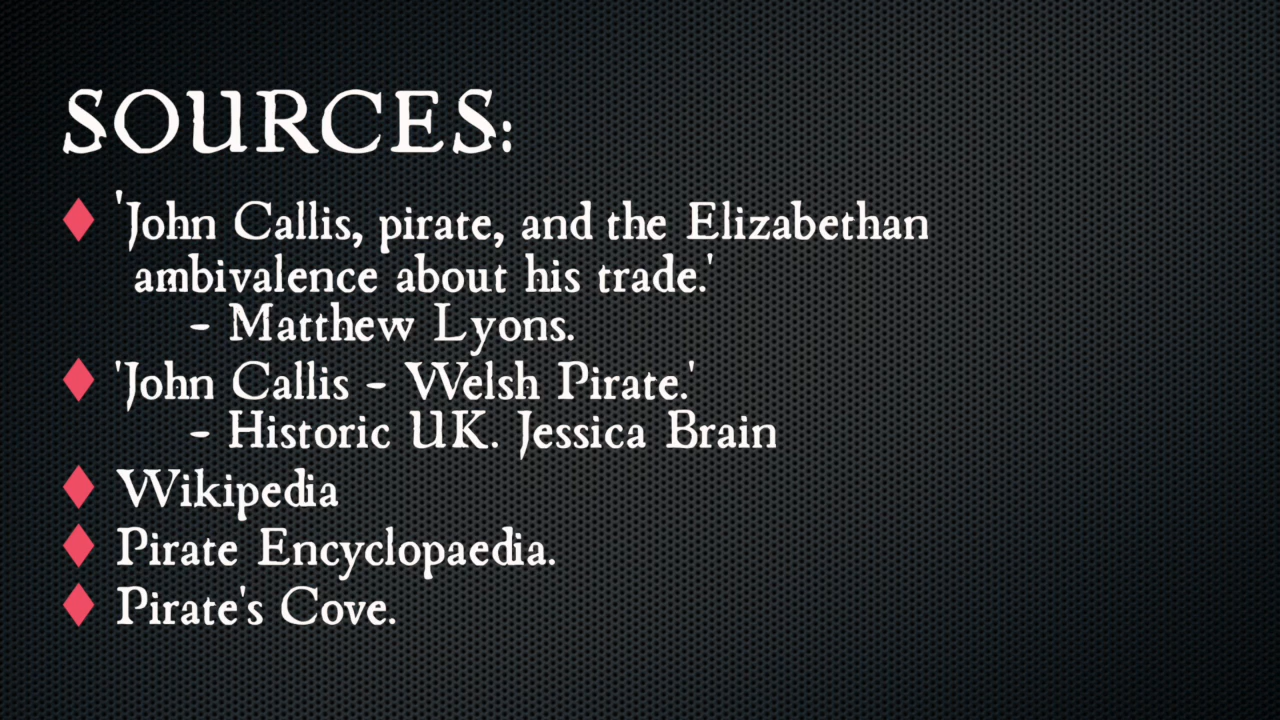 SOURCES:
'John Callis, pirate, and the Elizabethan
ambivalence about his trade.'
- Matthew Lyons.
'John Callis - Welsh Pirate.'
- Historic UK. Jessica Brain
Wikipedia
Pirate Encyclopaedia.
Pirate's Cove.